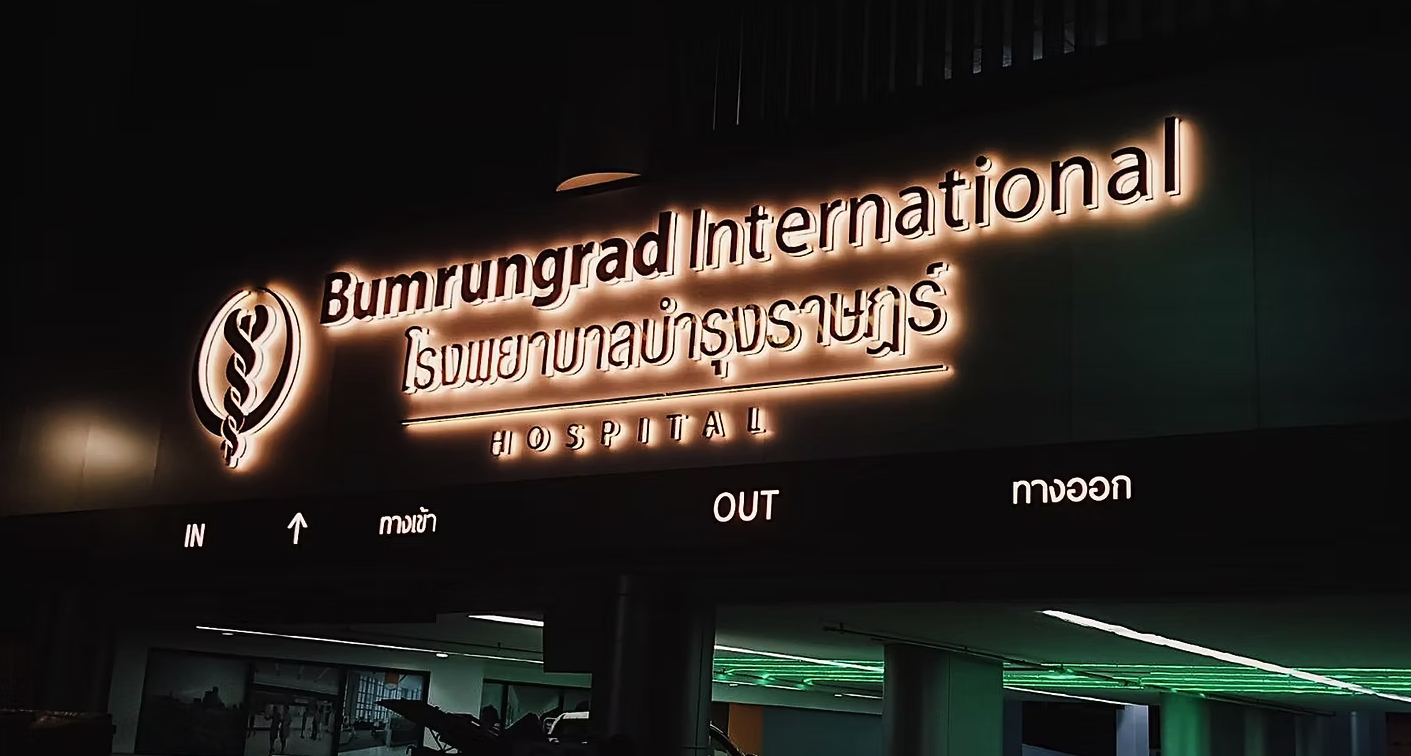 Bumrungrad International
โรงพยาบาลบำรุงราษฎร์
HOSPITAL
IN ↑ ทางเข้า OUT ทางออก